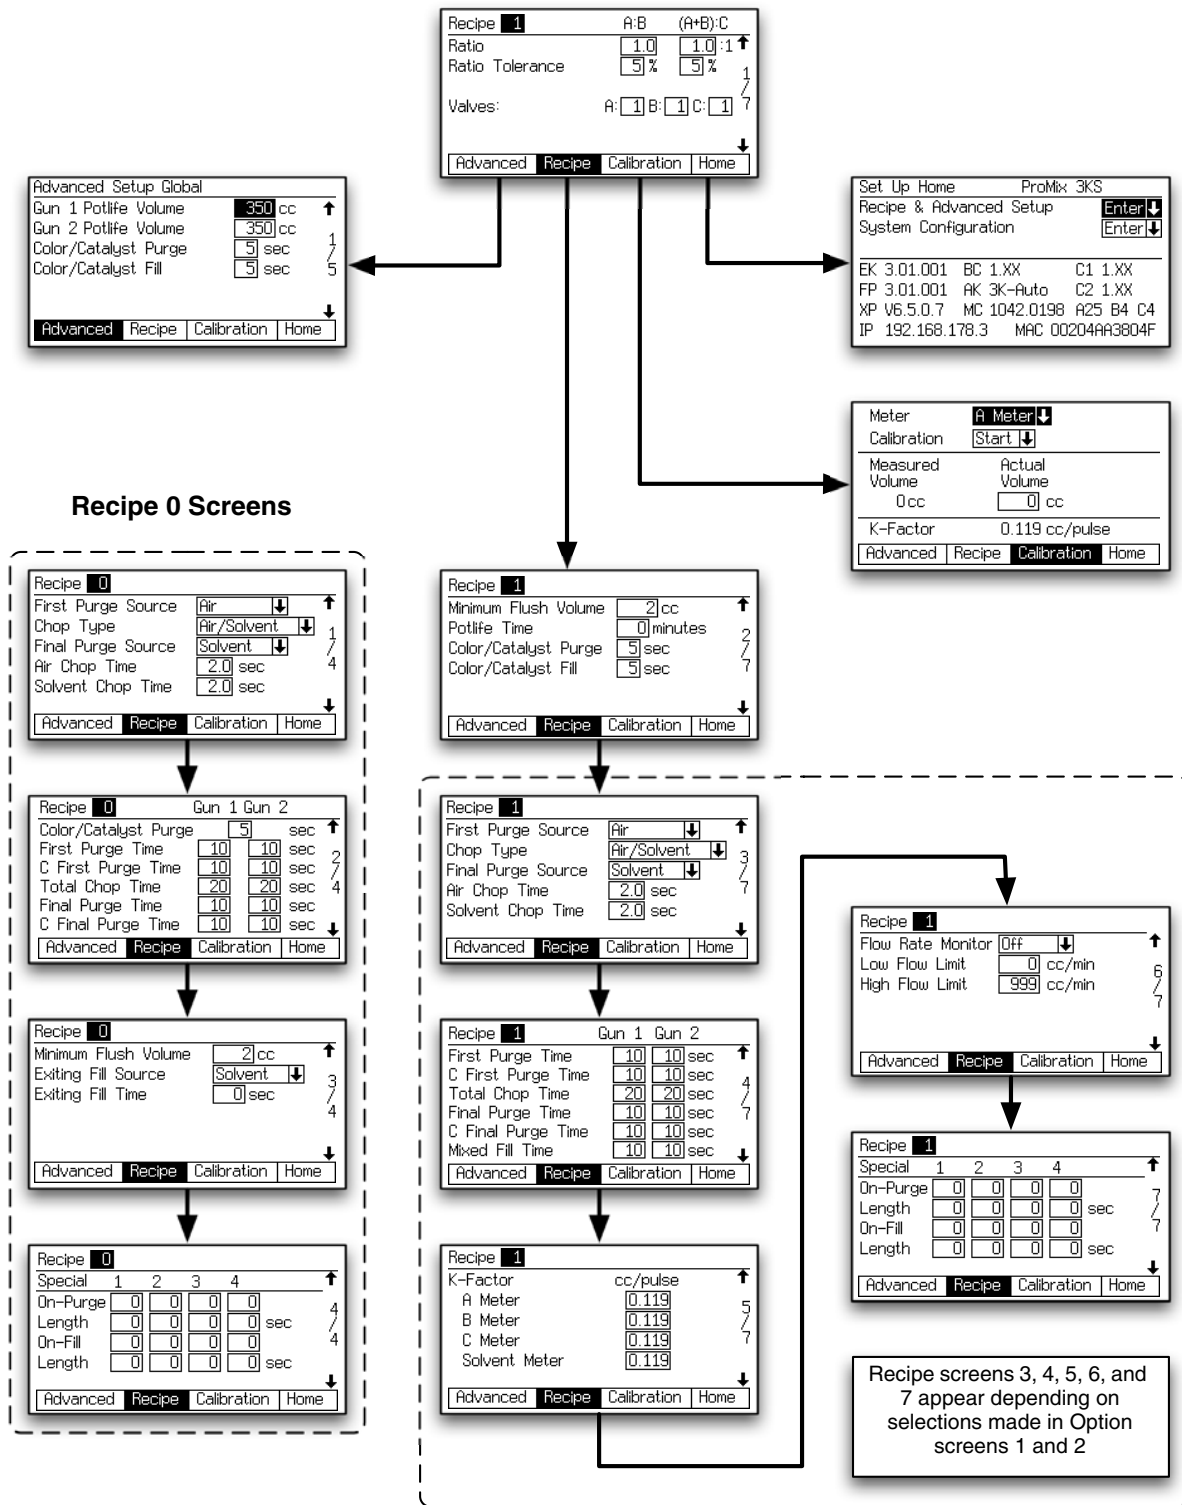 Recipe 1 A:B (A+B):C
Ratio 1.0 1.0 :1
Ratio Tolerance 5 % 5 %
1/7
Valves: A: 1 B: 1 C: 1
Advanced Recipe Calibration Home
Advanced Setup Global
Gun 1 Potlife Volume 350 cc
Gun 2 Potlife Volume 350 cc
Color/Catalyst Purge 5 sec
Color/Catalyst Fill 5 sec
1/5
Advanced Recipe Calibration Home
Set Up Home ProMix 3KS
Recipe & Advanced Setup Enter
System Configuration Enter
EK 3.01.001 BC 1.XX C1 1.XX
FP 3.01.001 AK 3K-Auto C2 1.XX
XP V6.5.0.7 MC 1042.0198 A25 B4 C4
IP 192.168.178.3 MAC 00204AA3804F
Meter A Meter
Calibration Start
Measured Actual
Volume Volume
0cc 0 cc
K-Factor 0.119 cc/pulse
Advanced Recipe Calibration Home
Recipe 0 Screens
Recipe 0
First Purge Source Air
Chop Type Air/Solvent
Final Purge Source Solvent
Air Chop Time 2.0 sec
Solvent Chop Time 2.0 sec
1/4
Advanced Recipe Calibration Home
Recipe 0 Gun 1 Gun 2
Color/Catalyst Purge 5 sec
First Purge Time 10 10 sec
C First Purge Time 10 10 sec
Total Chop Time 20 20 sec
Final Purge Time 10 10 sec
C Final Purge Time 10 10 sec
2/4
Advanced Recipe Calibration Home
Recipe 0
Minimum Flush Volume 2 cc
Exiting Fill Source Solvent
Exiting Fill Time 0 sec
3/4
Advanced Recipe Calibration Home
Recipe 0
Special 1 2 3 4
On-Purge 0 0 0 0
Length 0 0 0 0 sec
On-Fill 0 0 0 0
Length 0 0 0 0 sec
4/4
Advanced Recipe Calibration Home
Recipe 1
Minimum Flush Volume 2 cc
Potlife Time 0 minutes
Color/Catalyst Purge 5 sec
Color/Catalyst Fill 5 sec
2/7
Advanced Recipe Calibration Home
Recipe 1
First Purge Source Air
Chop Type Air/Solvent
Final Purge Source Solvent
Air Chop Time 2.0 sec
Solvent Chop Time 2.0 sec
3/7
Advanced Recipe Calibration Home
Recipe 1 Gun 1 Gun 2
First Purge Time 10 10 sec
C First Purge Time 10 10 sec
Total Chop Time 20 20 sec
Final Purge Time 10 10 sec
C Final Purge Time 10 10 sec
Mixed Fill Time 10 10 sec
4/7
Advanced Recipe Calibration Home
Recipe 1
K-Factor cc/pulse
A Meter 0.119
B Meter 0.119
C Meter 0.119
Solvent Meter 0.119
5/7
Advanced Recipe Calibration Home
Recipe 1
Flow Rate Monitor Off
Low Flow Limit 0 cc/min
High Flow Limit 999 cc/min
6/7
Advanced Recipe Calibration Home
Recipe 1
Special 1 2 3 4
On-Purge 0 0 0 0
Length 0 0 0 0 sec
On-Fill 0 0 0 0
Length 0 0 0 0 sec
7/7
Advanced Recipe Calibration Home
Recipe screens 3, 4, 5, 6, and
7 appear depending on
selections made in Option
screens 1 and 2